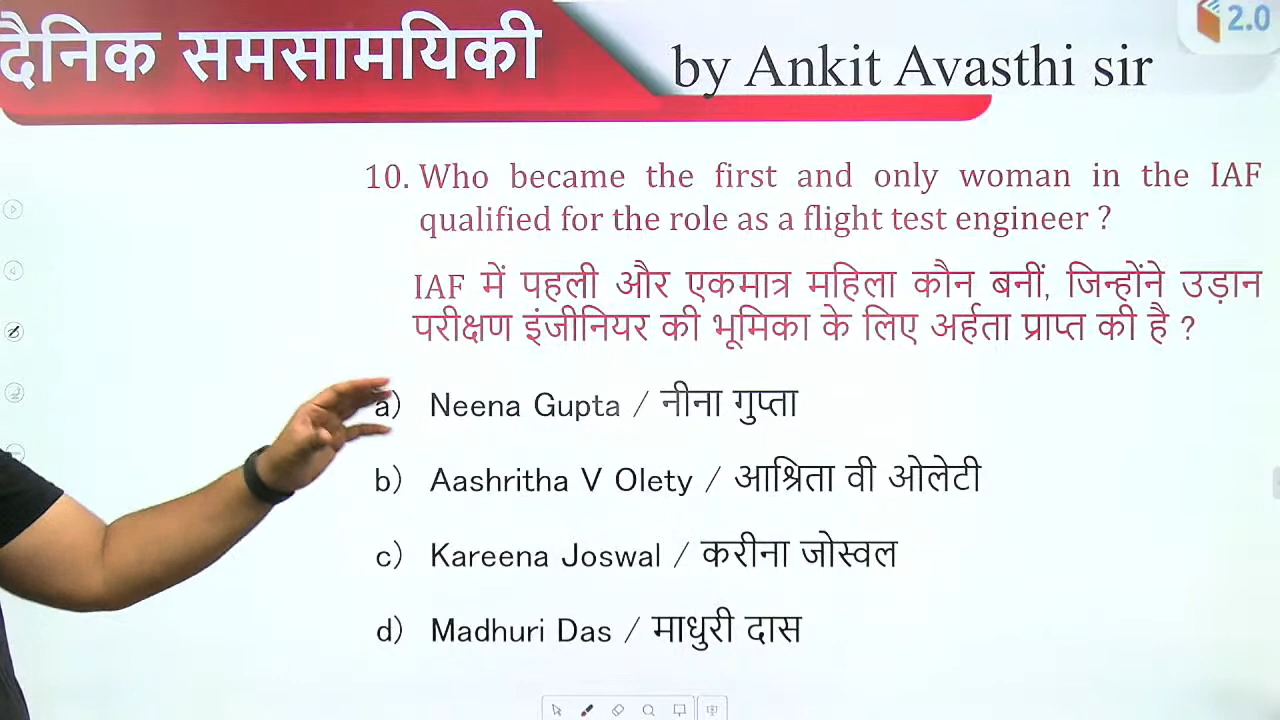 दैनिक समसामयिकी
by Ankit Avasthi sir
2.0
10. Who became the first and only woman in the IAF
qualified for the role as a flight test engineer ?
IAF में पहली और एकमात्र महिला कौन बनीं, जिन्होंने उड़ान
परीक्षण इंजीनियर की भूमिका के लिए अर्हता प्राप्त की है ?
a) Neena Gupta / नीना गुप्ता
b) Aashritha V Olety / आश्रिता वी ओलेटी
c) Kareena Joswal / करीना जोस्वल
d) Madhuri Das / माधुरी दास